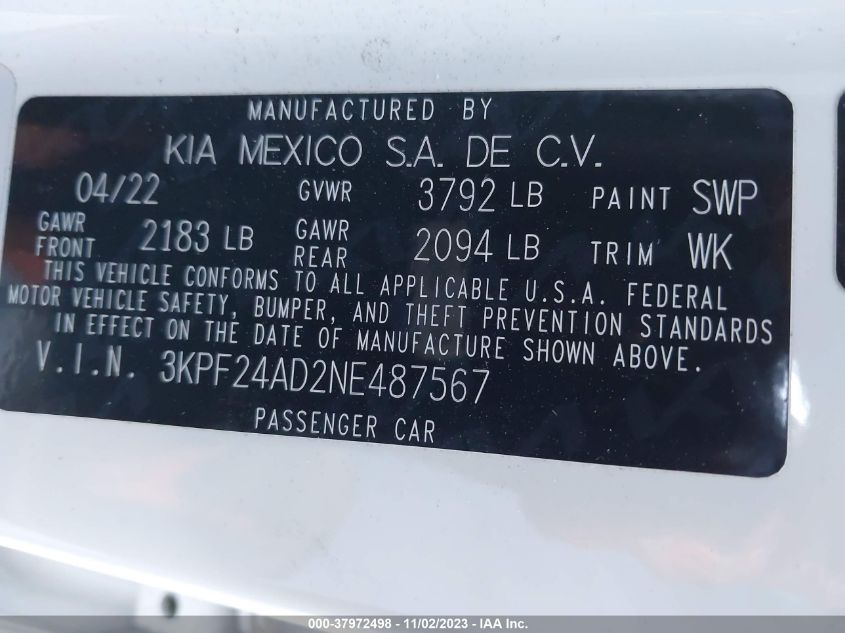 MANUFACTURED BY
KIA MEXICO S.A. DE C.V.
04/22 GVWR 3792 LB PAINT SWP
GAWR FRONT 2183 LB GAWR REAR 2094 LB TRIM WK
THIS VEHICLE CONFORMS TO ALL APPLICABLE U.S.A. FEDERAL
MOTOR VEHICLE SAFETY, BUMPER, AND THEFT PREVENTION STANDARDS
IN EFFECT ON THE DATE OF MANUFACTURE SHOWN ABOVE.
V.I.N. 3KPF24AD2NE487567
PASSENGER CAR
000-37972498 - 11/02/2023 - IAA Inc.